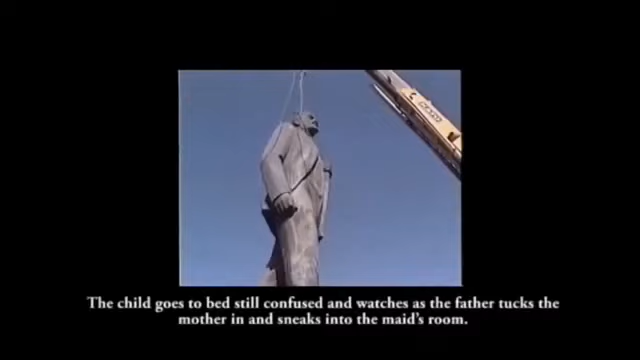 The child goes to bed still confused and watches as the father tucks the
mother in and sneaks into the maid's room.